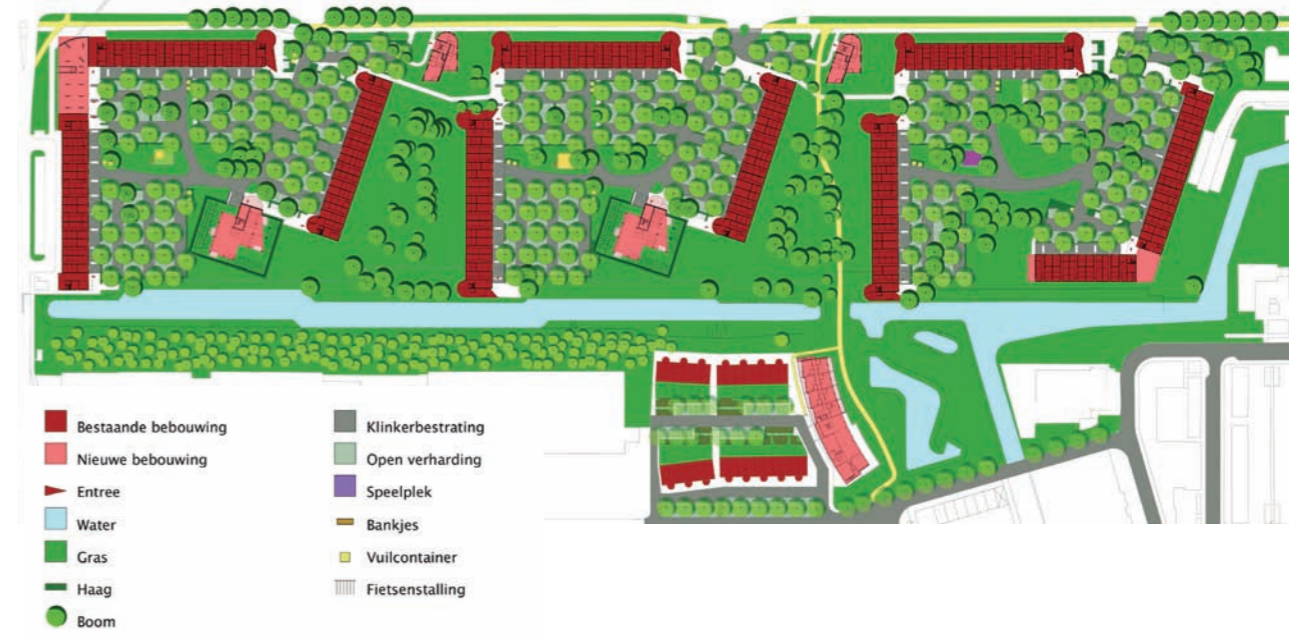 Bestaande bebouwing
Nieuwe bebouwing
Entree
Water
Gras
Haag
Boom
Klinkerbestrating
Open verharding
Speelplek
Bankjes
Vuilcontainer
Fietsenstalling